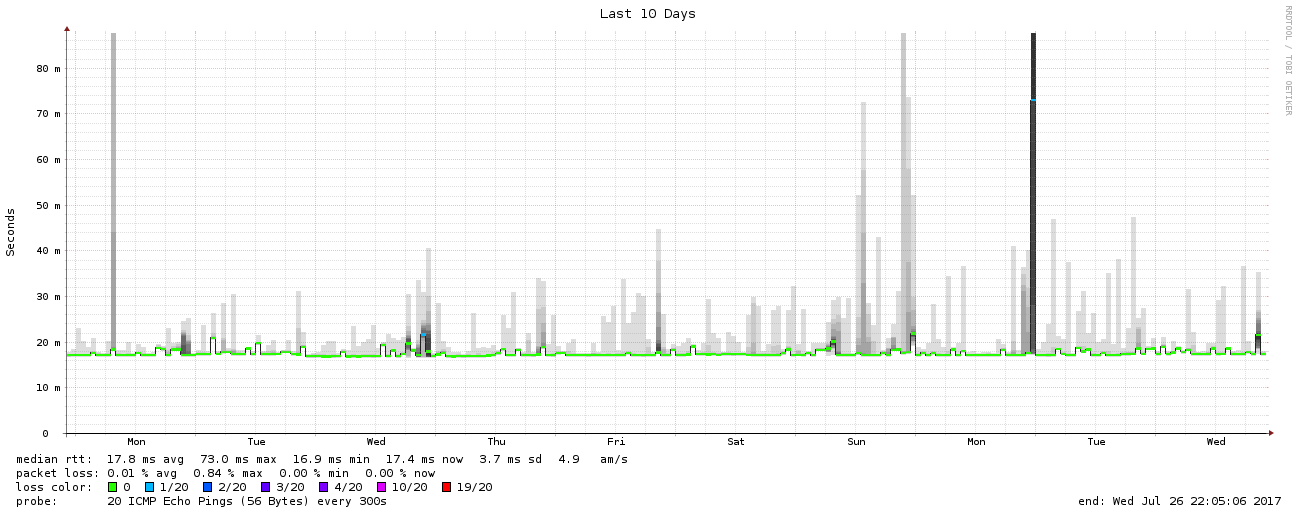 Last 10 Days
RRDTOOL / TOBI OETIKER
Seconds
80 m
70 m
60 m
50 m
40 m
30 m
20 m
10 m
0
Mon Tue Wed Thu Fri Sat Sun Mon Tue Wed
median rtt: 17.8 ms avg 73.0 ms max 16.9 ms min 17.4 ms now 3.7 ms sd 4.9 am/s
packet loss: 0.01 % avg 0.84 % max 0.00 % min 0.00 % now
loss color: 0 1/20 2/20 3/20 4/20 10/20 19/20
probe: 20 ICMP Echo Pings (56 Bytes) every 300s end: Wed Jul 26 22:05:06 2017